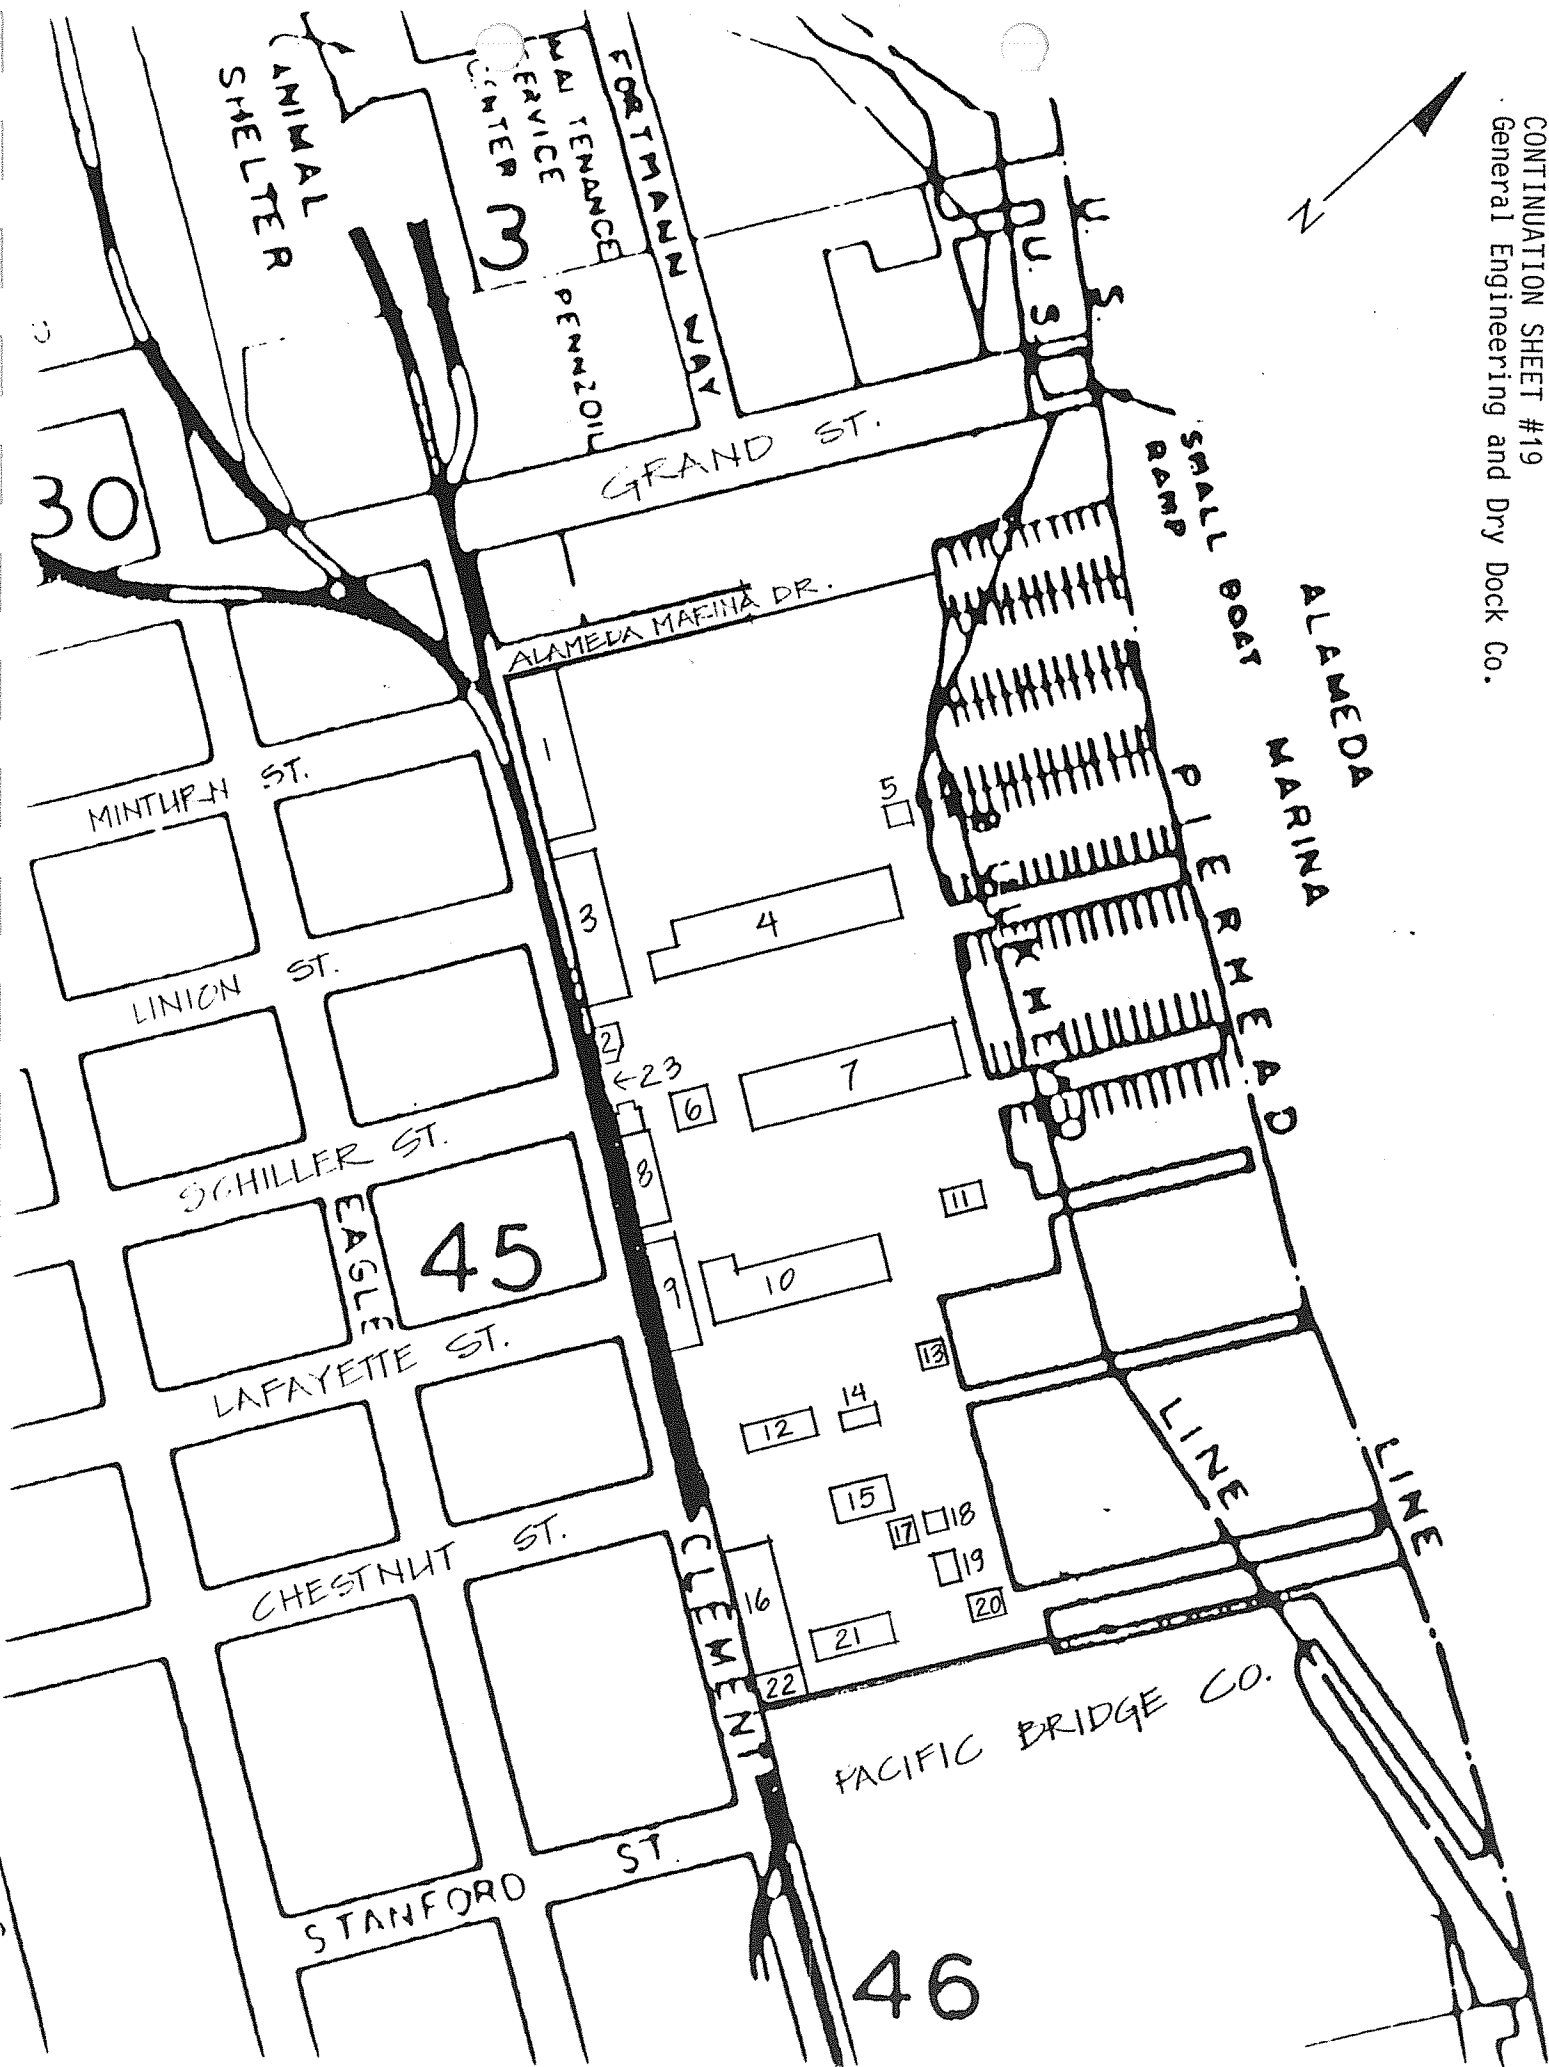 CONTINUATION SHEET #19
General Engineering and Dry Dock Co.
N
ANIMAL
SHELTER
MAI TENANCE
SERVICE
CENTER
3
FORTMANN WAY
PENNZOIL
U. S.
U. S.
SMALL BOAT
RAMP
ALAMEDA
MARINA
GRAND ST.
30
ALAMEDA MARINA DR.
PIERHEAD
LINE
LINE
1
5
MINTURN ST.
3
4
UNION ST.
2
←23
6
7
SCHILLER ST.
8
11
EAGLE
45
9
10
LAFAYETTE ST.
13
14
12
15
18
17
19
CHESTNUT ST.
CLEMENT
16
20
21
22
PACIFIC BRIDGE CO.
STANFORD ST.
46